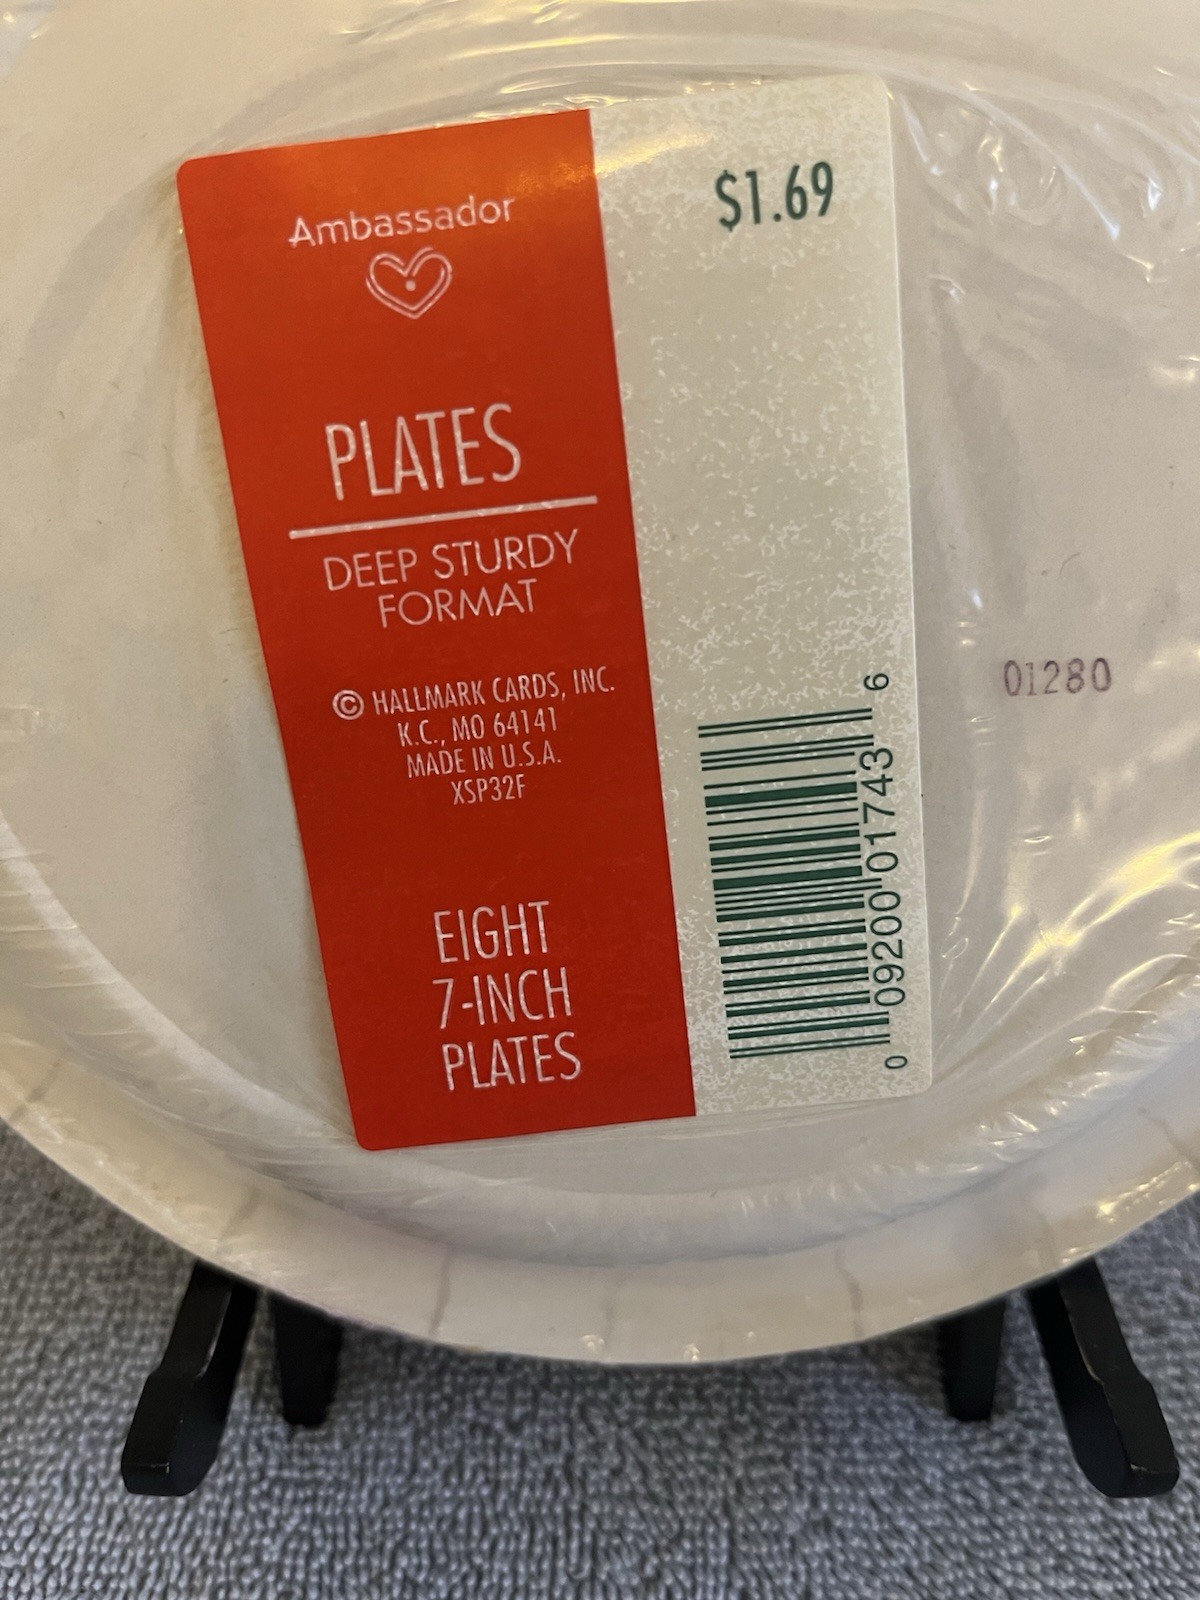 Ambassador
PLATES
DEEP STURDY
FORMAT
© HALLMARK CARDS, INC.
K.C., MO 64141
MADE IN U.S.A.
XSP32F
EIGHT
7-INCH
PLATES
$1.69
0 09200 01743 6
01280